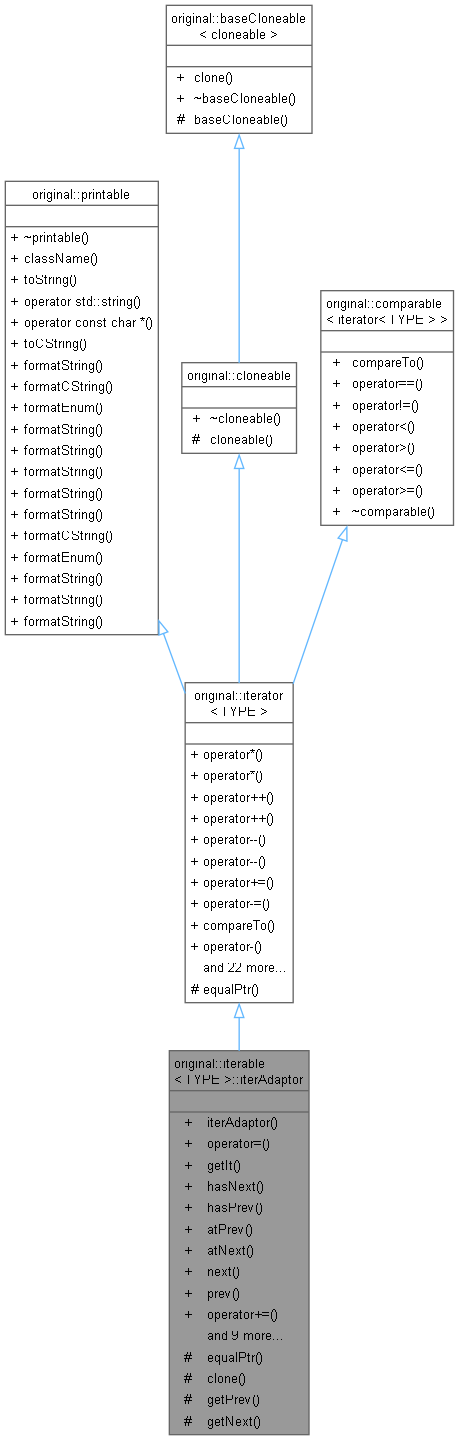 original::baseCloneable
< cloneable >
+ clone()
+ ~baseCloneable()
# baseCloneable()
original::printable
+ ~printable()
+ className()
+ toString()
+ operator std::string()
+ operator const char *()
+ toCString()
+ formatString()
+ formatCString()
+ formatEnum()
+ formatString()
+ formatString()
+ formatString()
+ formatString()
+ formatString()
+ formatCString()
+ formatEnum()
+ formatString()
+ formatString()
+ formatString()
original::cloneable
+ ~cloneable()
# cloneable()
original::comparable
< iterator< TYPE > >
+ compareTo()
+ operator==()
+ operator!=()
+ operator<()
+ operator>()
+ operator<=()
+ operator>=()
+ ~comparable()
original::iterator
< TYPE >
+ operator*()
+ operator*()
+ operator++()
+ operator++()
+ operator--()
+ operator--()
+ operator+=()
+ operator-=()
+ compareTo()
+ operator-()
and 22 more...
# equalPtr()
original::iterable
< TYPE >::iterAdaptor
+ iterAdaptor()
+ operator=()
+ getIt()
+ hasNext()
+ hasPrev()
+ atPrev()
+ atNext()
+ next()
+ prev()
+ operator+=()
and 9 more...
# equalPtr()
# clone()
# getPrev()
# getNext()